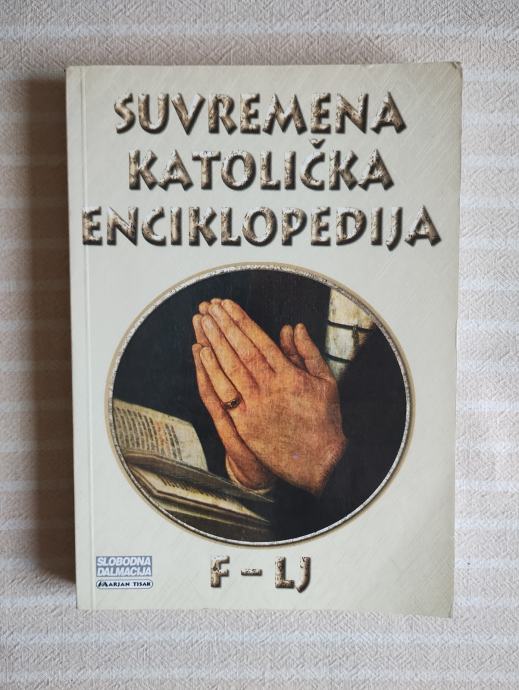 SUVREMENA
KATOLIČKA
ENCIKLOPEDIJA
SLOBODNA
DALMACIJA
MARJAN TISAK
F – LJ